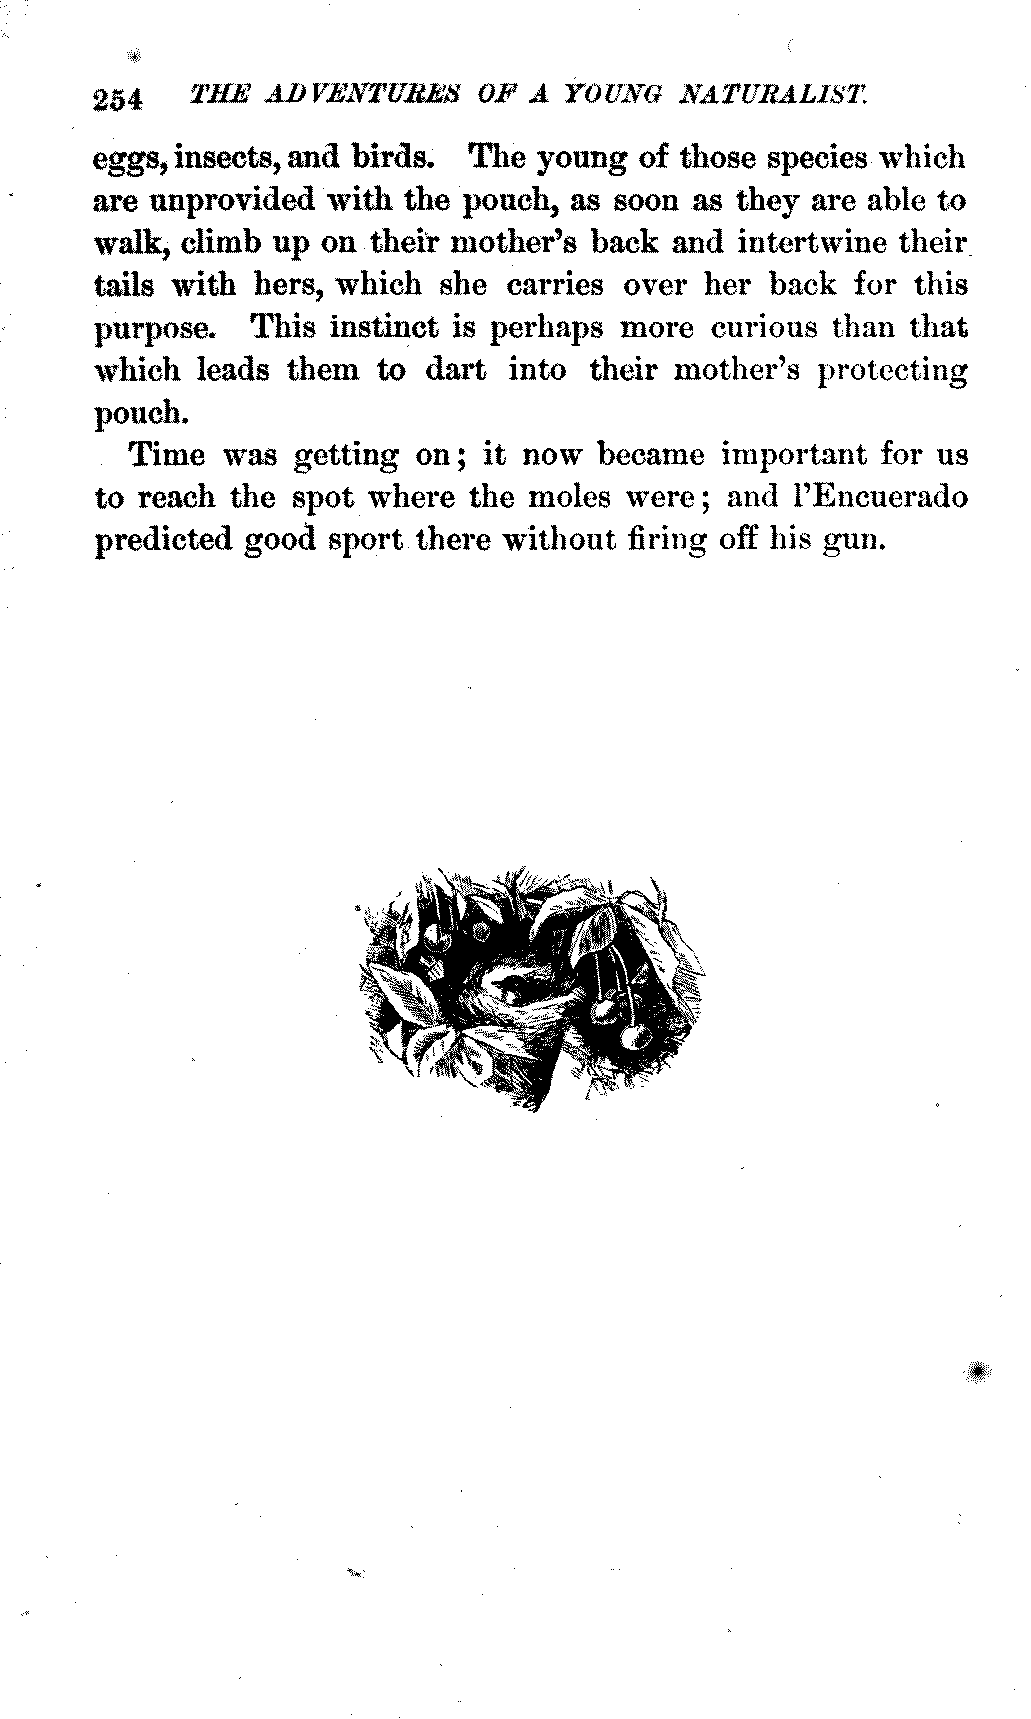 254 THE ADVENTURES OF A YOUNG NATURALIST.
eggs, insects, and birds. The young of those species which
are unprovided with the pouch, as soon as they are able to
walk, climb up on their mother's back and intertwine their
tails with hers, which she carries over her back for this
purpose. This instinct is perhaps more curious than that
which leads them to dart into their mother's protecting
pouch.
Time was getting on; it now became important for us
to reach the spot where the moles were; and l'Encuerado
predicted good sport there without firing off his gun.